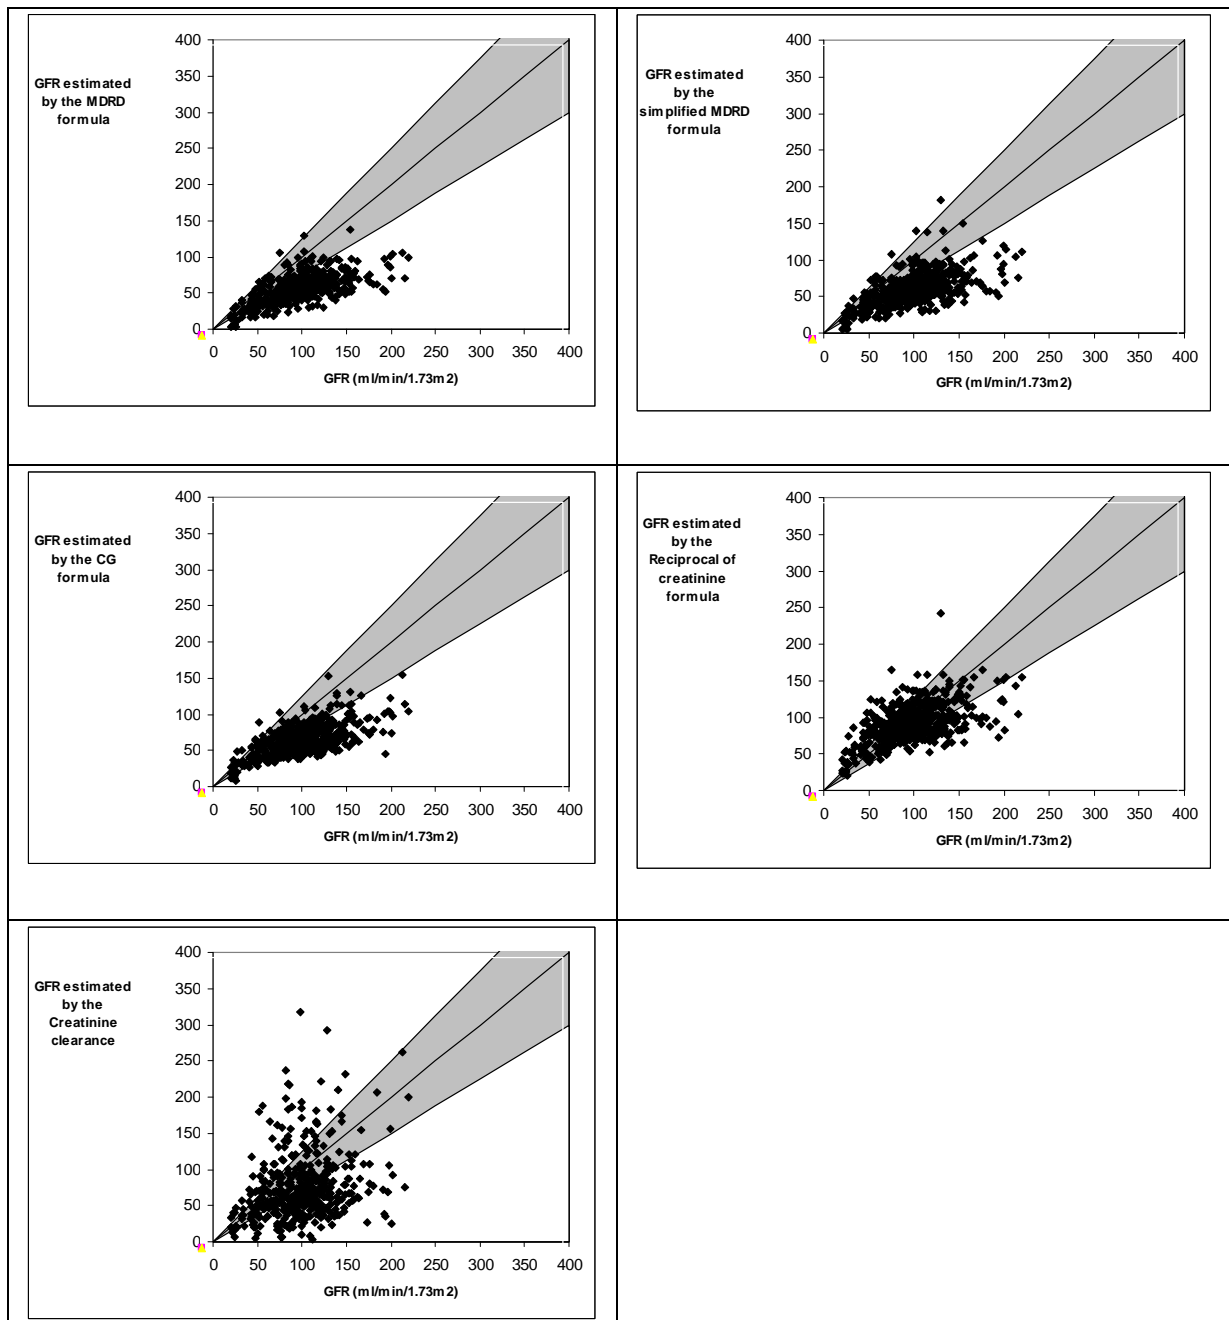 GFR estimated
by the MDRD
formula
400
350
300
250
200
150
100
50
0
0 50 100 150 200 250 300 350 400
GFR (ml/min/1.73m2)
GFR estimated
by the
simplified MDRD
formula
400
350
300
250
200
150
100
50
0
0 50 100 150 200 250 300 350 400
GFR (ml/min/1.73m2)
GFR estimated
by the CG
formula
400
350
300
250
200
150
100
50
0
0 50 100 150 200 250 300 350 400
GFR (ml/min/1.73m2)
GFR estimated
by the
Reciprocal of
creatinine
formula
400
350
300
250
200
150
100
50
0
0 50 100 150 200 250 300 350 400
GFR (ml/min/1.73m2)
GFR estimated
by the
Creatinine
clearance
400
350
300
250
200
150
100
50
0
0 50 100 150 200 250 300 350 400
GFR (ml/min/1.73m2)